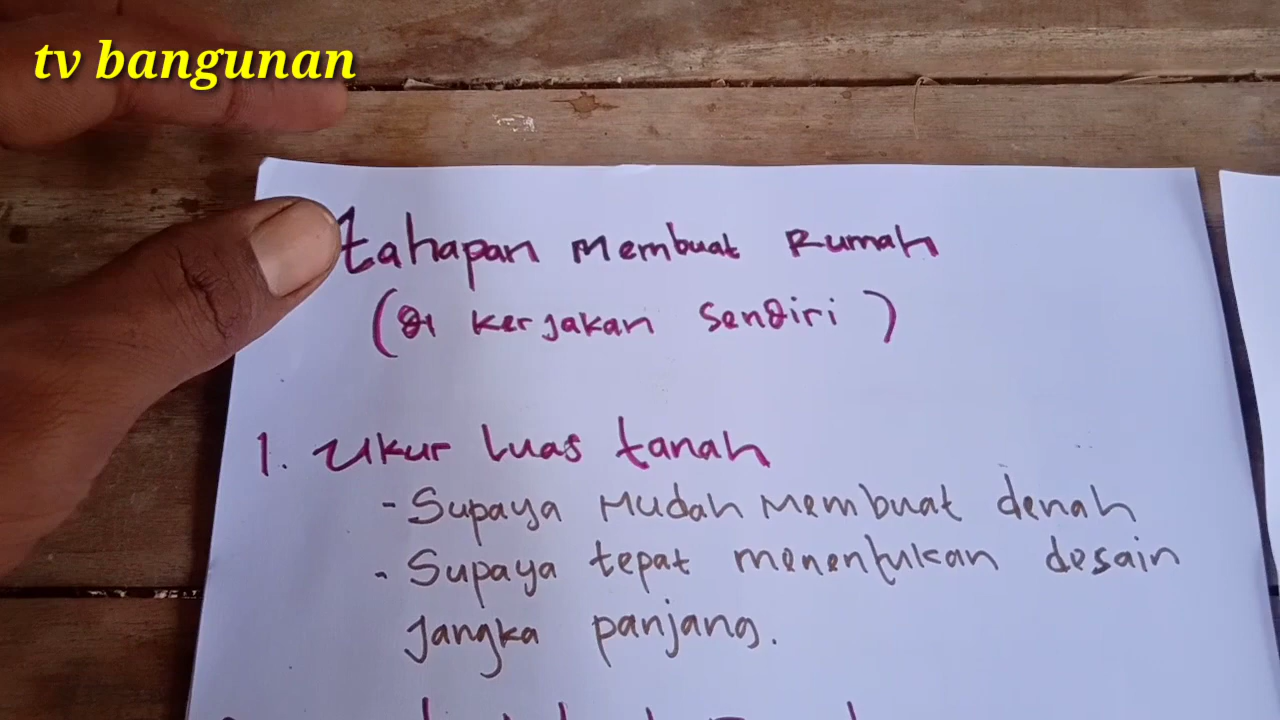 tv bangunan
tahapan membuat Rumah
(di kerjakan sendiri)
1. Ukur luas tanah
- Supaya Mudah Membuat denah
- Supaya tepat menentukan desain
jangka panjang.